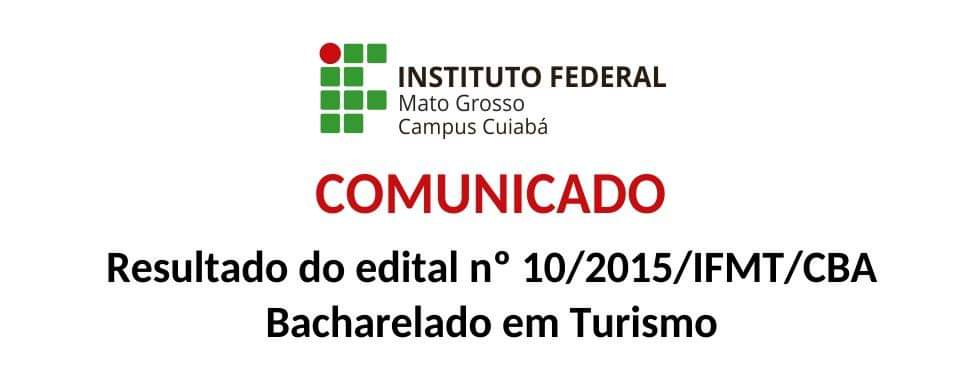 INSTITUTO FEDERAL
Mato Grosso
Campus Cuiabá
COMUNICADO
Resultado do edital nº 10/2015/IFMT/CBA
Bacharelado em Turismo